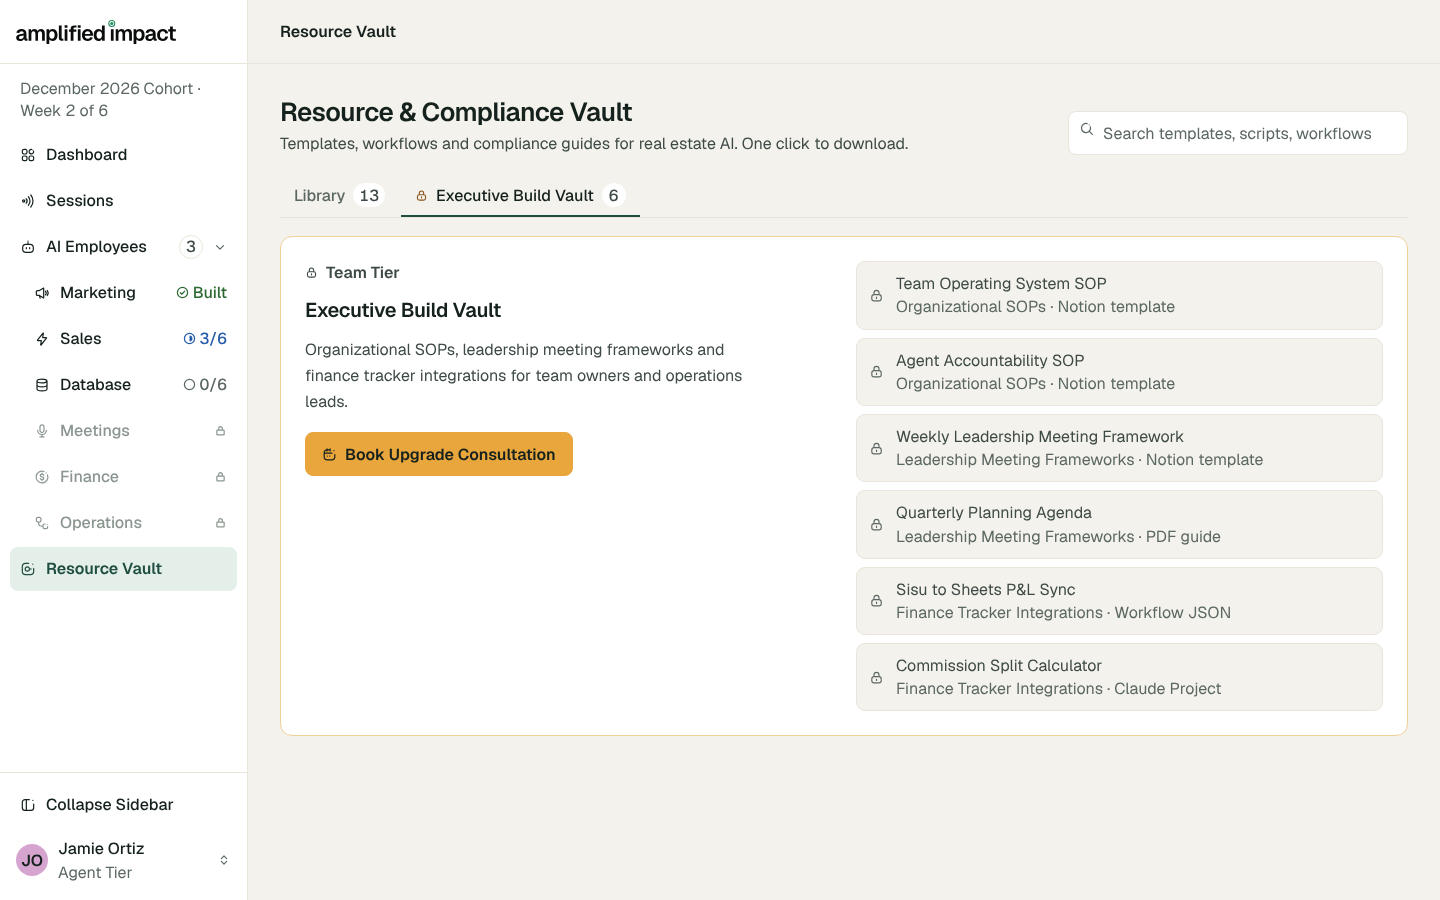 amplified impact
December 2026 Cohort ·
Week 2 of 6
Dashboard
Sessions
AI Employees 3
Marketing Built
Sales 3/6
Database 0/6
Meetings
Finance
Operations
Resource Vault
Collapse Sidebar
JO
Jamie Ortiz
Agent Tier
Resource Vault
Resource & Compliance Vault
Templates, workflows and compliance guides for real estate AI. One click to download.
Search templates, scripts, workflows
Library 13
Executive Build Vault 6
Team Tier
Executive Build Vault
Organizational SOPs, leadership meeting frameworks and
finance tracker integrations for team owners and operations
leads.
Book Upgrade Consultation
Team Operating System SOP
Organizational SOPs · Notion template
Agent Accountability SOP
Organizational SOPs · Notion template
Weekly Leadership Meeting Framework
Leadership Meeting Frameworks · Notion template
Quarterly Planning Agenda
Leadership Meeting Frameworks · PDF guide
Sisu to Sheets P&L Sync
Finance Tracker Integrations · Workflow JSON
Commission Split Calculator
Finance Tracker Integrations · Claude Project